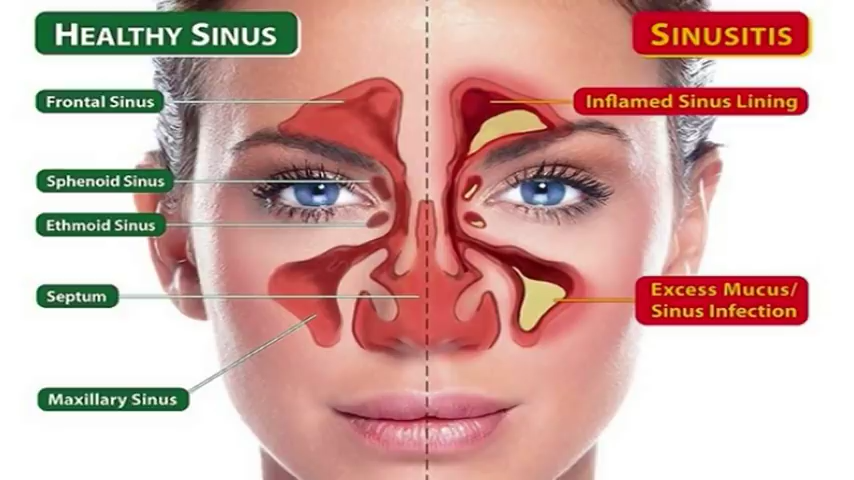 HEALTHY SINUS
SINUSITIS
Frontal Sinus
Inflamed Sinus Lining
Sphenoid Sinus
Ethmoid Sinus
Septum
Excess Mucus/
Sinus Infection
Maxillary Sinus